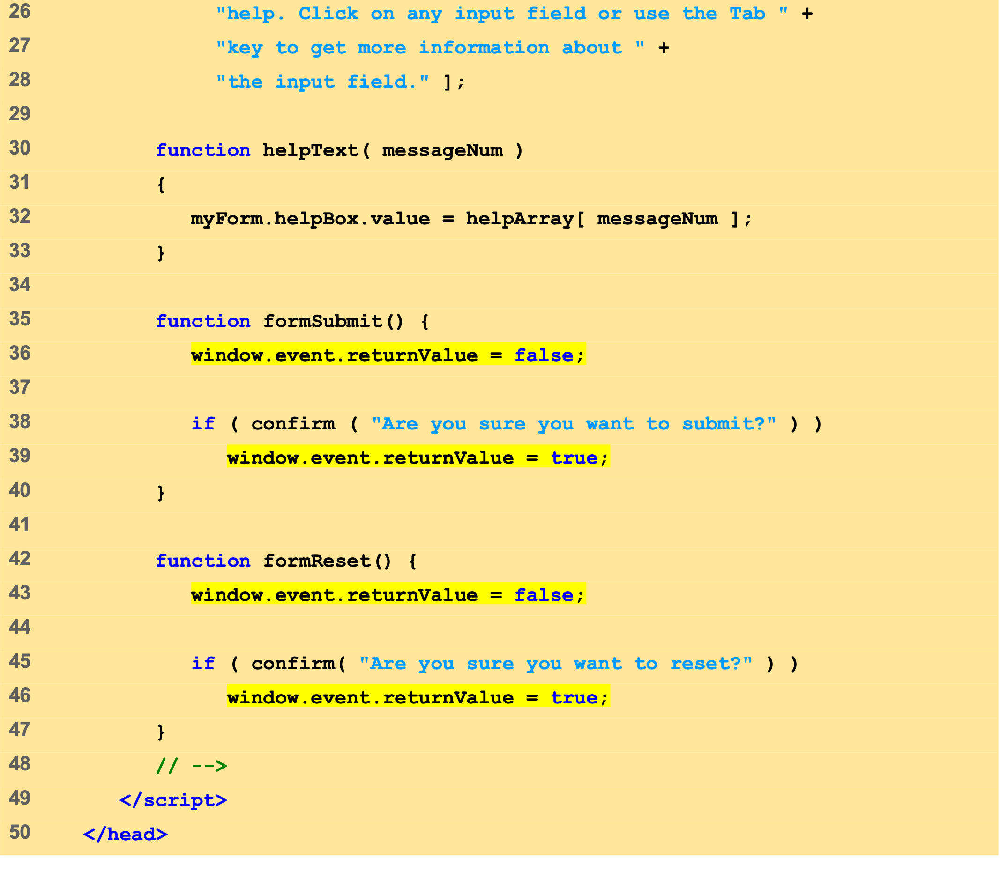 26 "help. Click on any input field or use the Tab " +
27 "key to get more information about " +
28 "the input field." ];
29
30 function helpText( messageNum )
31 {
32 myForm.helpBox.value = helpArray[ messageNum ];
33 }
34
35 function formSubmit() {
36 window.event.returnValue = false;
37
38 if ( confirm ( "Are you sure you want to submit?" ) )
39 window.event.returnValue = true;
40 }
41
42 function formReset() {
43 window.event.returnValue = false;
44
45 if ( confirm( "Are you sure you want to reset?" ) )
46 window.event.returnValue = true;
47 }
48 // -->
49 </script>
50 </head>